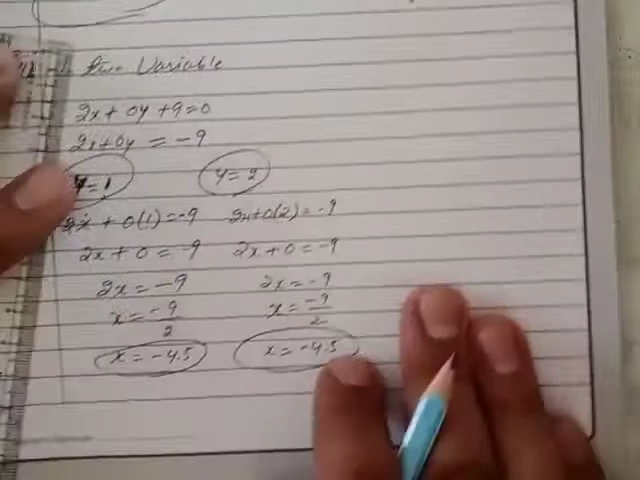 Two Variable
2x + 0y + 9 = 0
2x + 0y = -9
y = 1 y = 2
2x + 0(1) = -9 2x + 0(2) = -9
2x + 0 = -9 2x + 0 = -9
2x = -9 2x = -9
x = -9/2 x = -9/2
x = -4.5 x = -4.5